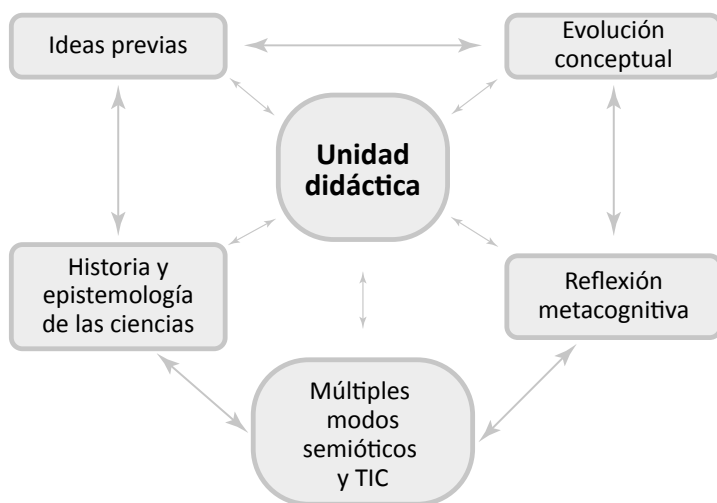 Ideas previas
Evolución
conceptual
Unidad
didáctica
Historia y
epistemología
de las ciencias
Reflexión
metacognitiva
Múltiples
modos
semióticos
y TIC